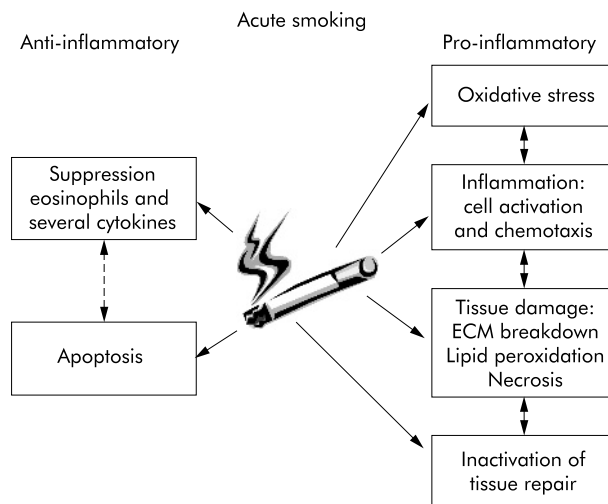 Acute smoking
Anti-inflammatory
Pro-inflammatory
Oxidative stress
Suppression
eosinophils and
several cytokines
Inflammation:
cell activation
and chemotaxis
Apoptosis
Tissue damage:
ECM breakdown
Lipid peroxidation
Necrosis
Inactivation of
tissue repair